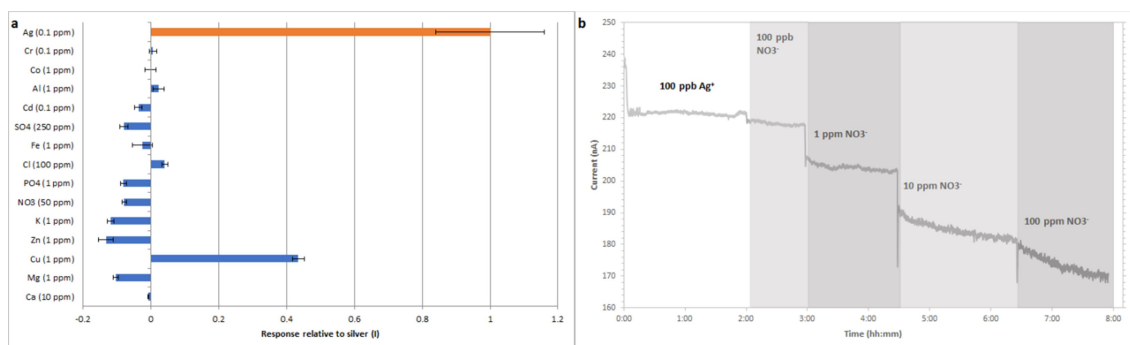 a
Ag (0.1 ppm)
Cr (0.1 ppm)
Co (1 ppm)
Al (1 ppm)
Cd (0.1 ppm)
SO4 (250 ppm)
Fe (1 ppm)
Cl (100 ppm)
PO4 (1 ppm)
NO3 (50 ppm)
K (1 ppm)
Zn (1 ppm)
Cu (1 ppm)
Mg (1 ppm)
Ca (10 ppm)
-0.2 0 0.2 0.4 0.6 0.8 1 1.2
Response relative to silver (I)
b
250
240
230
220
210
200
190
180
170
160
Current (nA)
100 ppb
NO3⁻
100 ppb Ag⁺
1 ppm NO3⁻
10 ppm NO3⁻
100 ppm NO3⁻
0:00 1:00 2:00 3:00 4:00 5:00 6:00 7:00 8:00
Time (hh:mm)